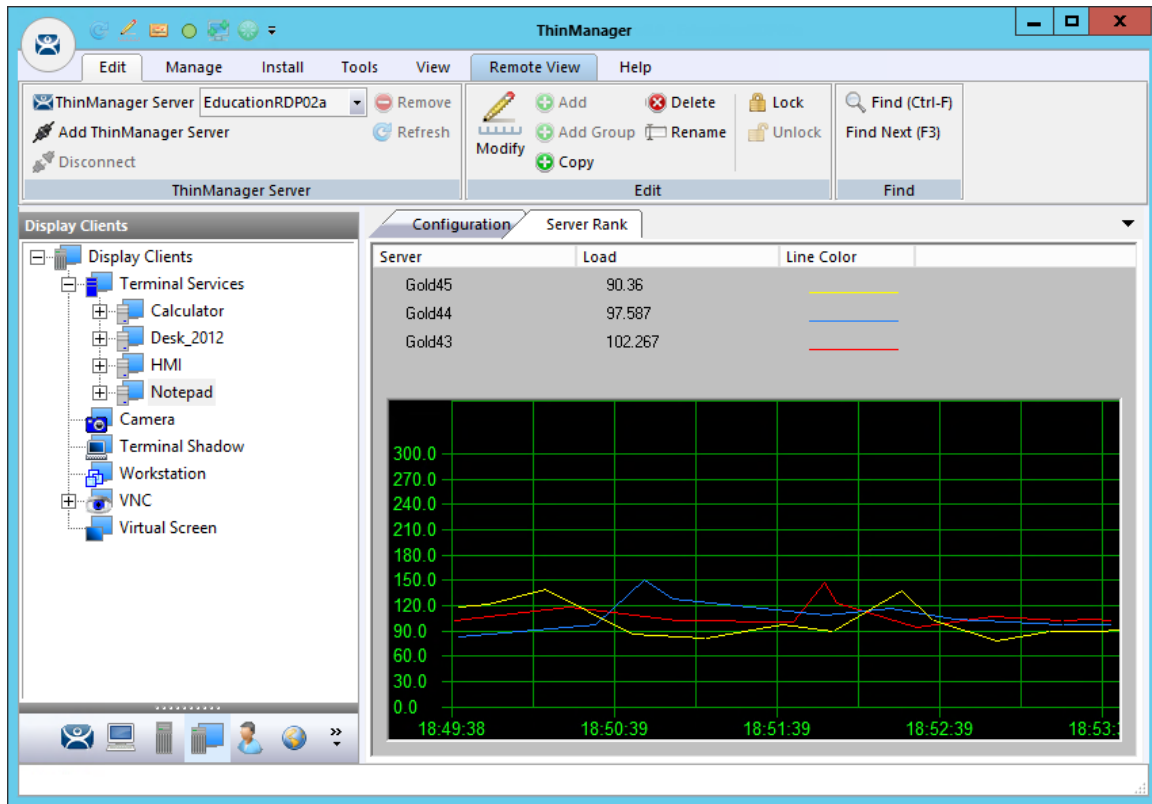 ThinManager
Edit Manage Install Tools View Remote View Help
ThinManager Server EducationRDP02a Remove
Add ThinManager Server Refresh
Disconnect
ThinManager Server
Modify
Add Delete Lock
Add Group Rename Unlock
Copy
Edit
Find (Ctrl-F)
Find Next (F3)
Find
Display Clients
Display Clients
Terminal Services
Calculator
Desk_2012
HMI
Notepad
Camera
Terminal Shadow
Workstation
VNC
Virtual Screen
Configuration Server Rank
Server Load Line Color
Gold45 90.36
Gold44 97.587
Gold43 102.267
300.0
270.0
240.0
210.0
180.0
150.0
120.0
90.0
60.0
30.0
0.0
18:49:38 18:50:39 18:51:39 18:52:39